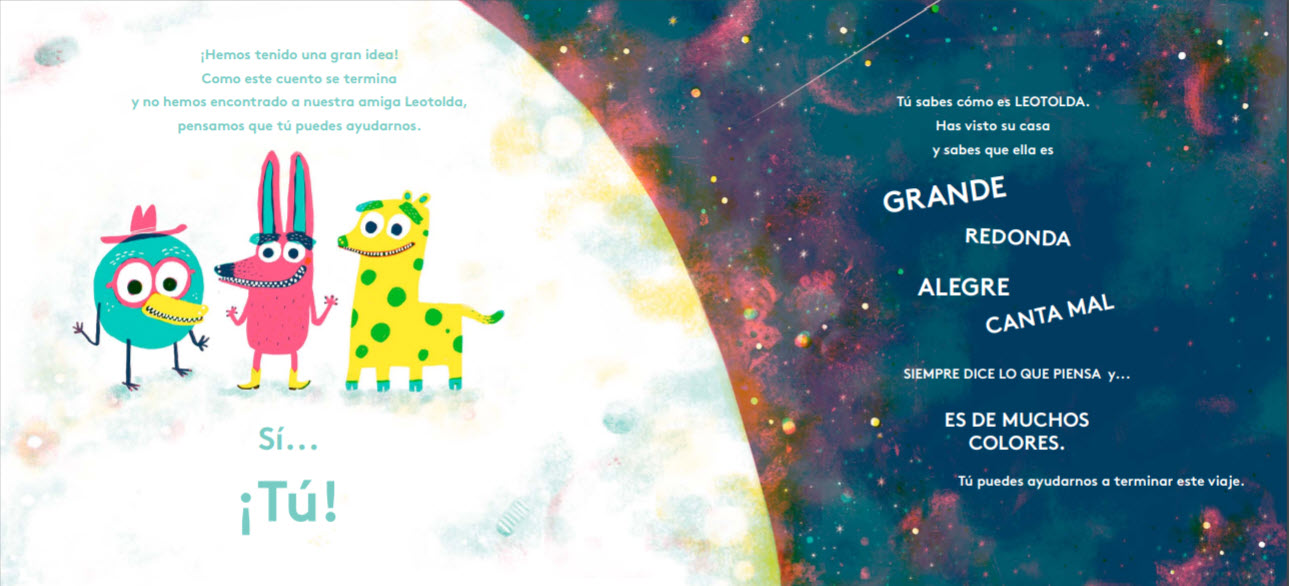 ¡Hemos tenido una gran idea!
Como este cuento se termina
y no hemos encontrado a nuestra amiga Leotolda,
pensamos que tú puedes ayudarnos.
Sí...
¡Tú!
Tú sabes cómo es LEOTOLDA.
Has visto su casa
y sabes que ella es
GRANDE
REDONDA
ALEGRE
CANTA MAL
SIEMPRE DICE LO QUE PIENSA y...
ES DE MUCHOS
COLORES.
Tú puedes ayudarnos a terminar este viaje.